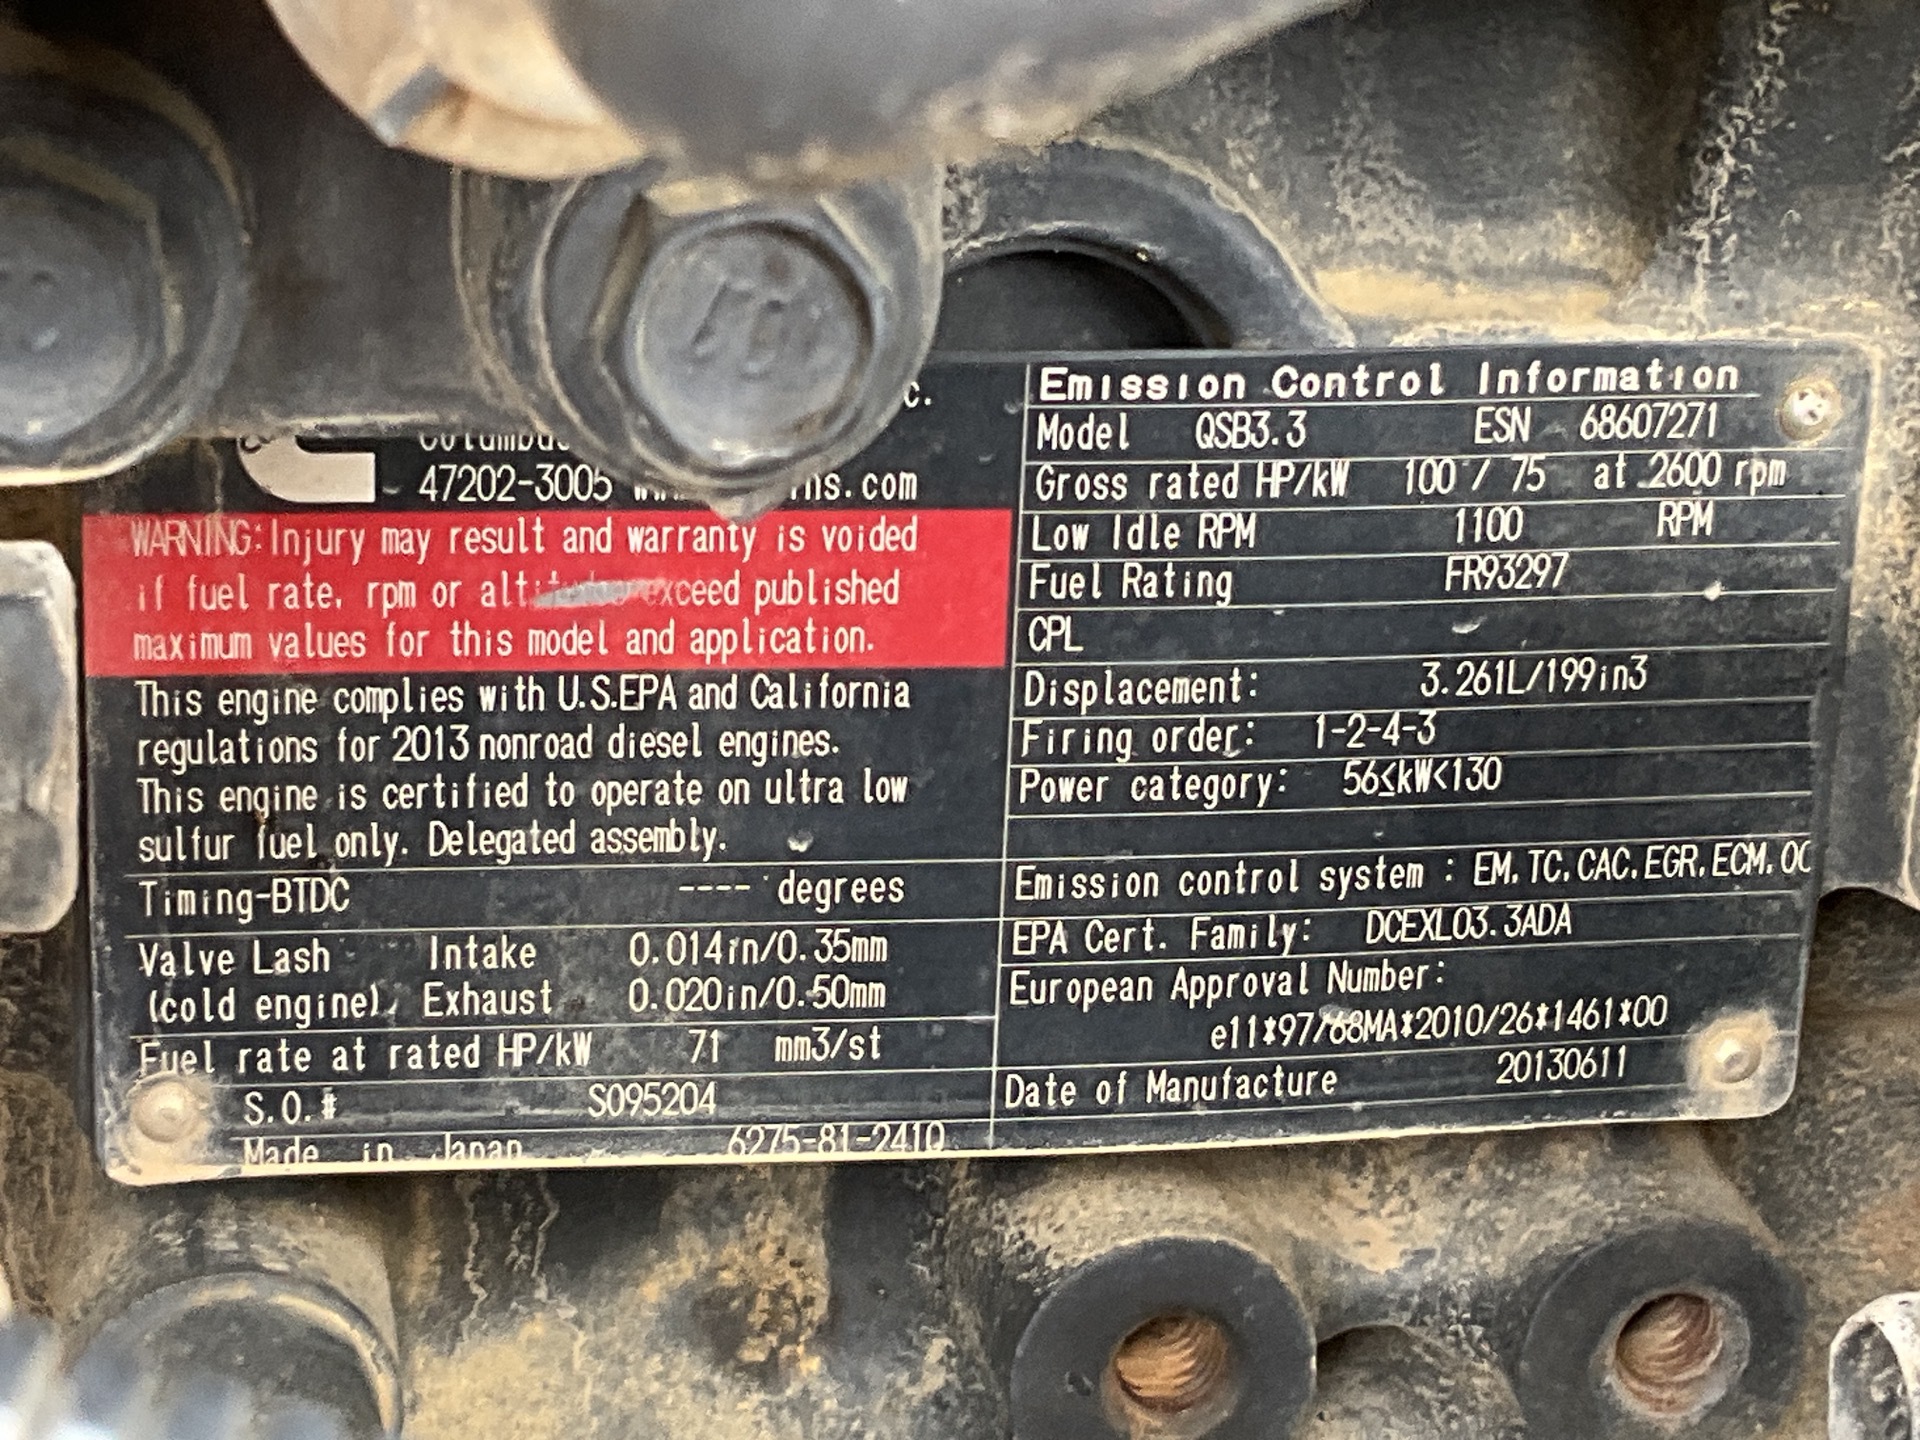 47202-3005
WARNING: Injury may result and warranty is voided
if fuel rate, rpm or exceed published
maximum values for this model and application.
This engine complies with U.S.EPA and California
regulations for 2013 nonroad diesel engines.
This engine is certified to operate on ultra low
sulfur fuel only. Delegated assembly.
Timing-BTDC ---- degrees
Valve Lash Intake 0.014in/0.35mm
(cold engine). Exhaust 0.020in/0.50mm
Fuel rate at rated HP/kW 71 mm3/st
S.O.# S095204
Made in Japan 6275-81-2410
Emission Control Information
Model QSB3.3 ESN 68607271
Gross rated HP/kW 100 / 75 at 2600 rpm
Low Idle RPM 1100 RPM
Fuel Rating FR93297
CPL
Displacement: 3.261L/199in3
Firing order: 1-2-4-3
Power category: 56≤kW<130
Emission control system : EM, TC, CAC, EGR, ECM, OC
EPA Cert. Family: DCEXL03.3ADA
European Approval Number:
e11*97/68MA*2010/26*1461*00
Date of Manufacture 20130611